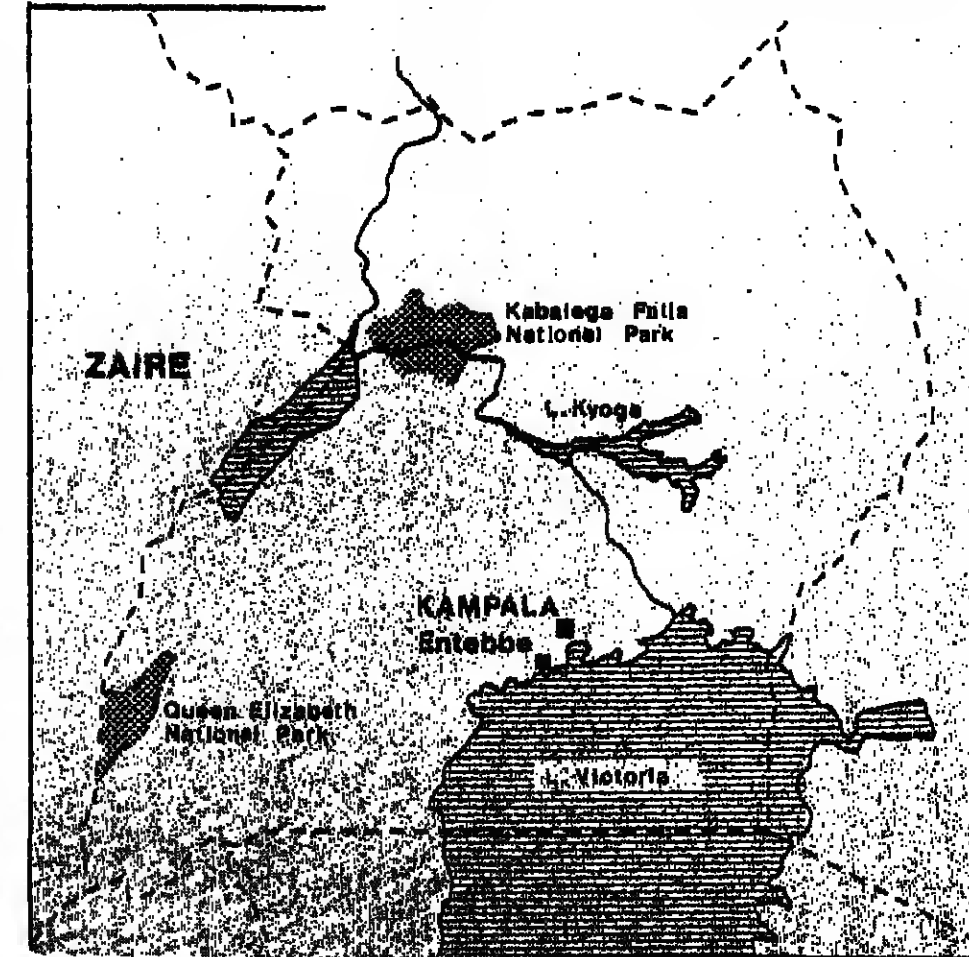 Kabalega Falls
National Park
ZAIRE
L. Kyoga
KAMPALA
Entebbe
Queen Elizabeth
National Park
L. Victoria